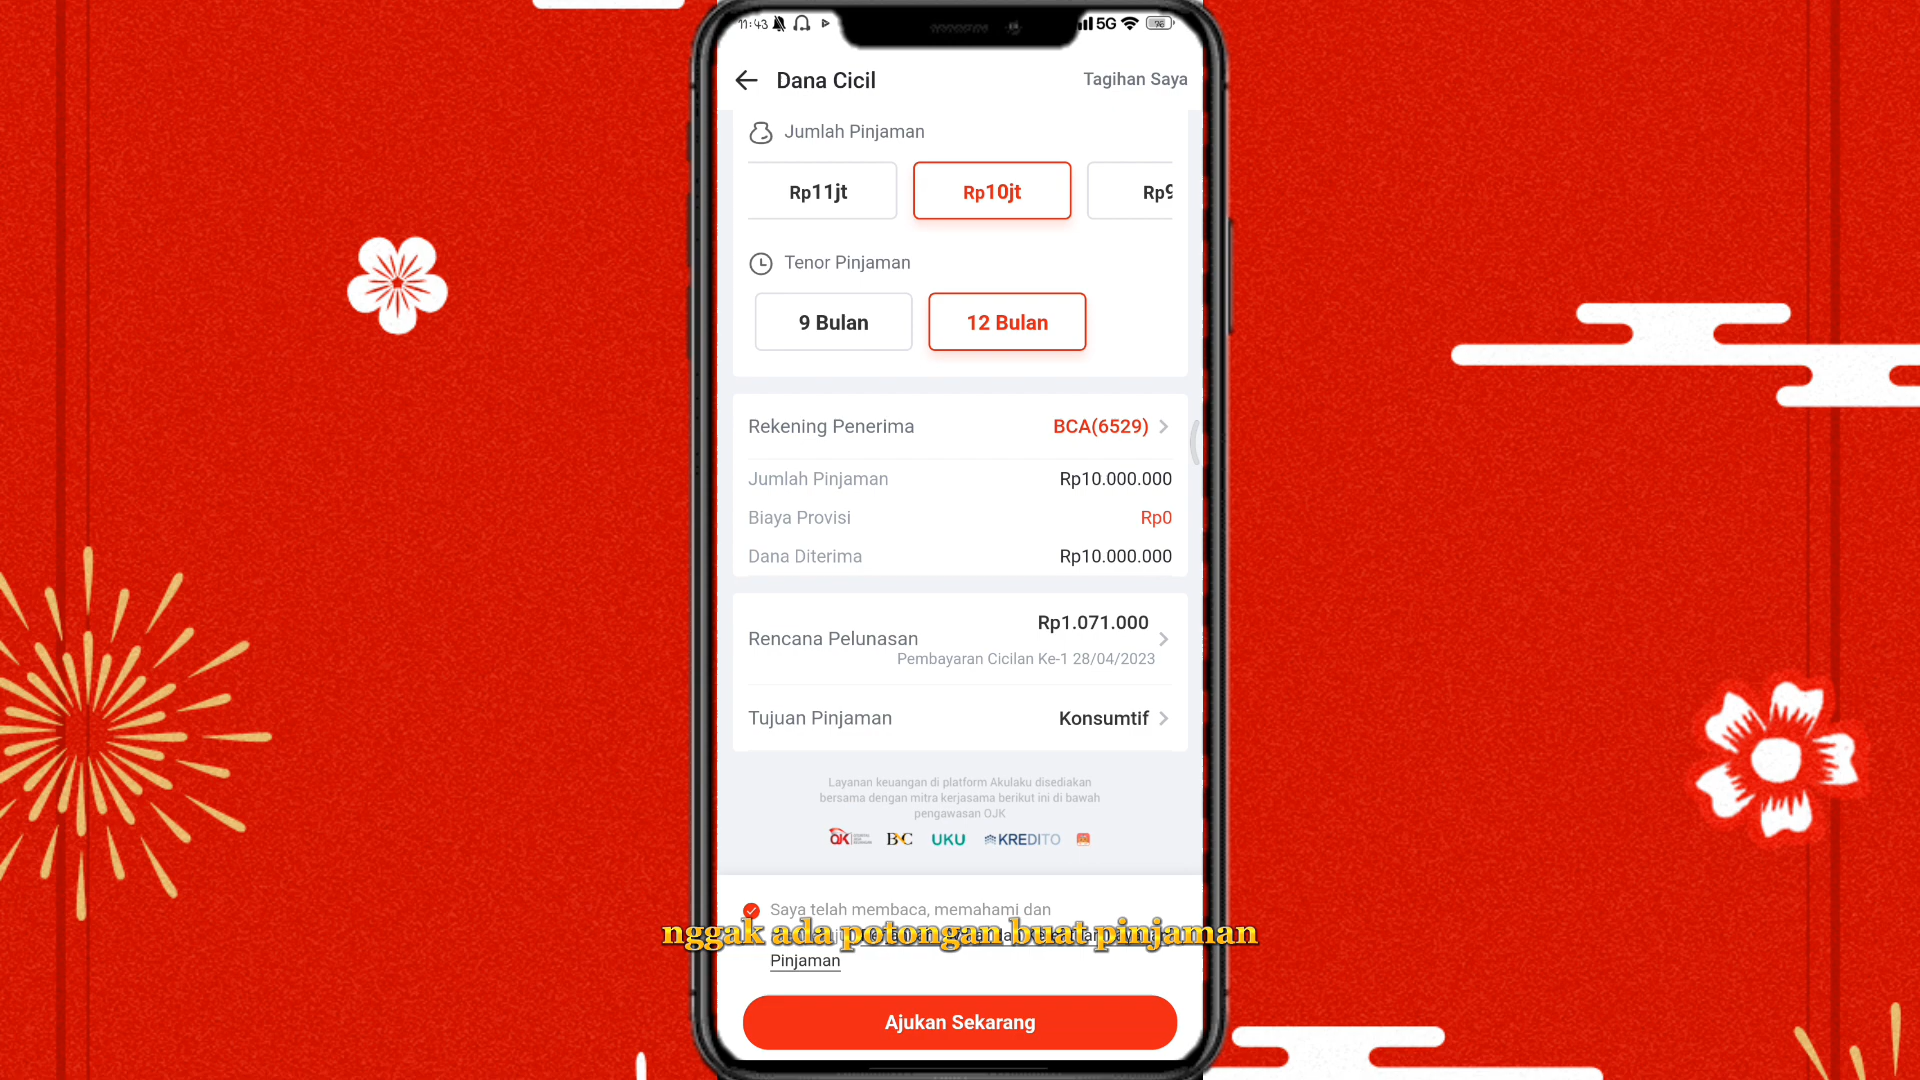 11:43
5G
76
Dana Cicil
Tagihan Saya
Jumlah Pinjaman
Rp11jt
Rp10jt
Rp9
Tenor Pinjaman
9 Bulan
12 Bulan
Rekening Penerima
BCA(6529)
Jumlah Pinjaman
Rp10.000.000
Biaya Provisi
Rp0
Dana Diterima
Rp10.000.000
Rp1.071.000
Rencana Pelunasan
Pembayaran Cicilan Ke-1 28/04/2023
Tujuan Pinjaman
Konsumtif
Layanan keuangan di platform Akulaku disediakan
bersama dengan mitra kerjasama berikut ini di bawah
pengawasan OJK
OJK
BNC
UKU
KREDITO
Saya telah membaca, memahami dan
nggak ada potongan buat pinjaman
Pinjaman
Ajukan Sekarang